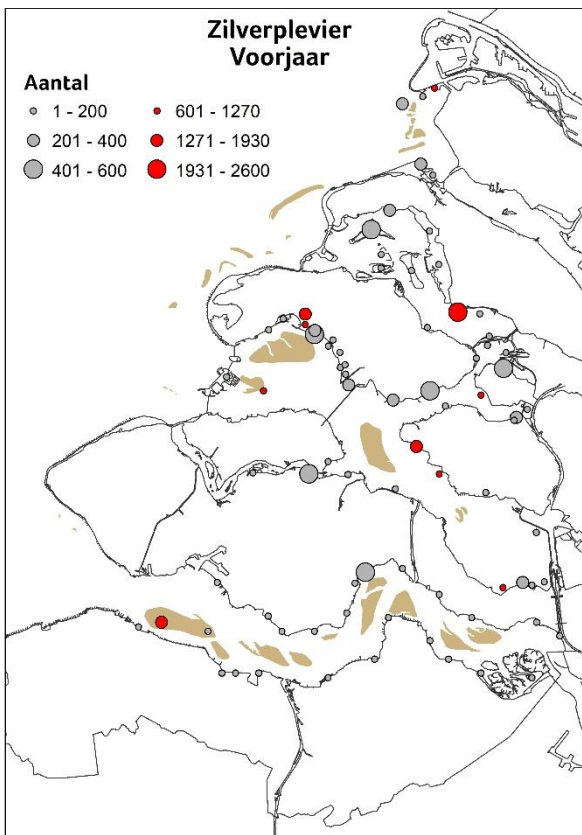 Zilverplevier
Voorjaar
Aantal
1 - 200
601 - 1270
201 - 400
1271 - 1930
401 - 600
1931 - 2600